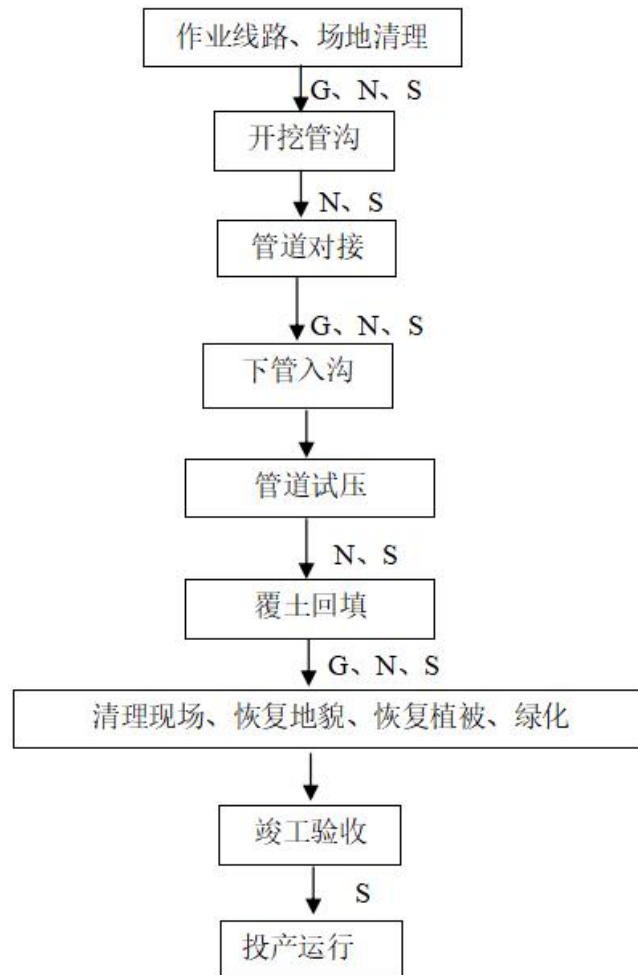 作业线路、场地清理
G、N、S
开挖管沟
N、S
管道对接
G、N、S
下管入沟
管道试压
N、S
覆土回填
G、N、S
清理现场、恢复地貌、恢复植被、绿化
竣工验收
S
投产运行